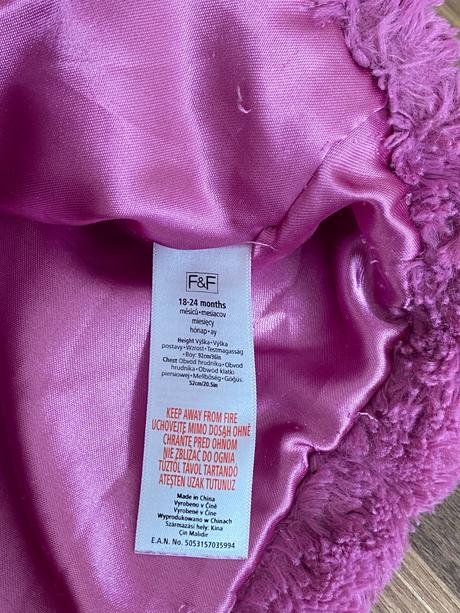 F&F
18-24 months
měsíců•mesiacov
miesięcy
hónap•ay
Height Výška•Výška
postavy•Wzrost•Testmagasság
•Boy: 92cm/36in
Chest Obvod hrudníku•Obvod
hrudníka•Obwód klatki
piersiowej•Mellbőség•Göğüs:
52cm/20.5in
KEEP AWAY FROM FIRE
UCHOVEJTE MIMO DOSAH OHNĚ
CHRÁNTE PRED OHŇOM
NIE ZBLIŻAĆ DO OGNIA
TŰZTŐL TÁVOL TARTANDÓ
ATEŞTEN UZAK TUTUNUZ
Made in China
Vyrobeno v Číně
Vyrobené v Číne
Wyprodukowano w Chinach
Származási hely: Kína
Çin Malıdır
E.A.N. No. 5053157035994